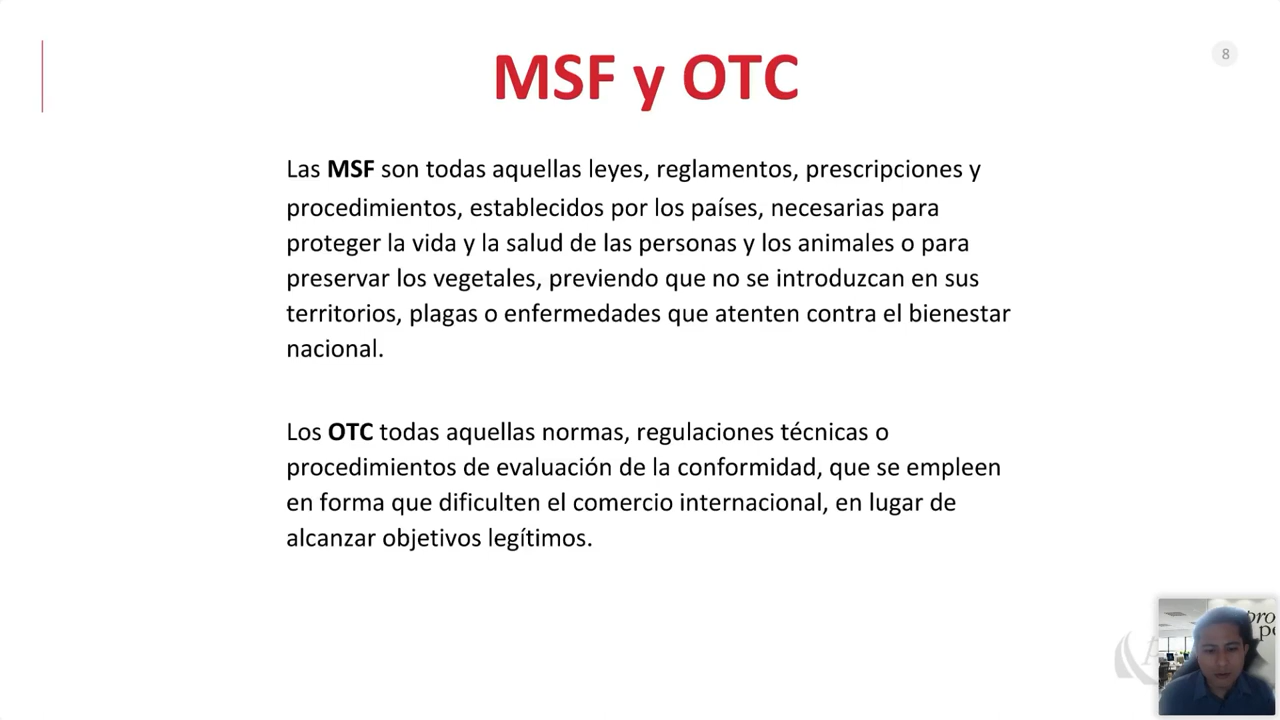 8
MSF y OTC
Las MSF son todas aquellas leyes, reglamentos, prescripciones y
procedimientos, establecidos por los países, necesarias para
proteger la vida y la salud de las personas y los animales o para
preservar los vegetales, previendo que no se introduzcan en sus
territorios, plagas o enfermedades que atenten contra el bienestar
nacional.
Los OTC todas aquellas normas, regulaciones técnicas o
procedimientos de evaluación de la conformidad, que se empleen
en forma que dificulten el comercio internacional, en lugar de
alcanzar objetivos legítimos.